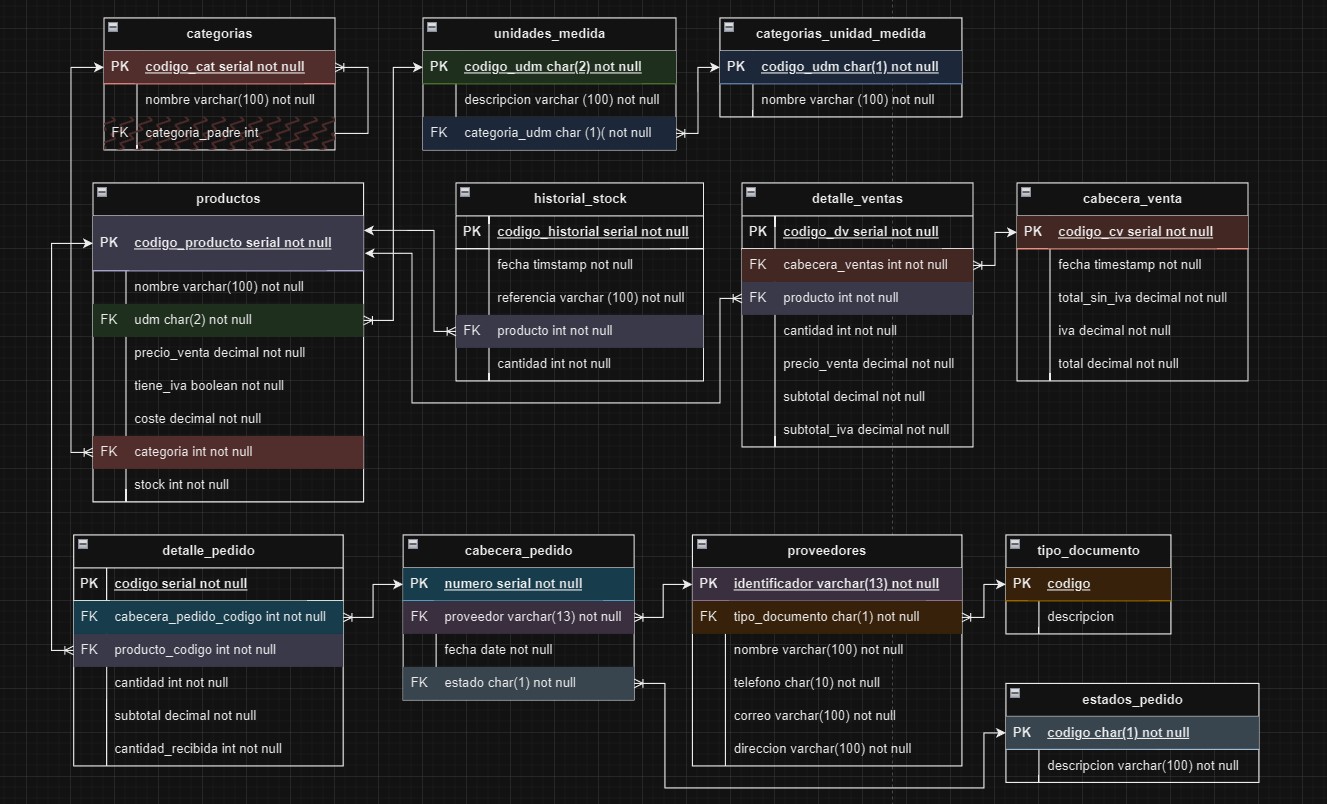 categorias
PK codigo_cat serial not null
nombre varchar(100) not null
FK categoria_padre int
unidades_medida
PK codigo_udm char(2) not null
descripcion varchar (100) not null
FK categoria_udm char (1)( not null
categorias_unidad_medida
PK codigo_udm char(1) not null
nombre varchar (100) not null
productos
PK codigo_producto serial not null
nombre varchar(100) not null
FK udm char(2) not null
precio_venta decimal not null
tiene_iva boolean not null
coste decimal not null
FK categoria int not null
stock int not null
historial_stock
PK codigo_historial serial not null
fecha timstamp not null
referencia varchar (100) not null
FK producto int not null
cantidad int not null
detalle_ventas
PK codigo_dv serial not null
FK cabecera_ventas int not null
FK producto int not null
cantidad int not null
precio_venta decimal not null
subtotal decimal not null
subtotal_iva decimal not null
cabecera_venta
PK codigo_cv serial not null
fecha timestamp not null
total_sin_iva decimal not null
iva decimal not null
total decimal not null
detalle_pedido
PK codigo serial not null
FK cabecera_pedido_codigo int not null
FK producto_codigo int not null
cantidad int not null
subtotal decimal not null
cantidad_recibida int not null
cabecera_pedido
PK numero serial not null
FK proveedor varchar(13) not null
fecha date not null
FK estado char(1) not null
proveedores
PK identificador varchar(13) not null
FK tipo_documento char(1) not null
nombre varchar(100) not null
telefono char(10) not null
correo varchar(100) not null
direccion varchar(100) not null
tipo_documento
PK codigo
descripcion
estados_pedido
PK codigo char(1) not null
descripcion varchar(100) not null